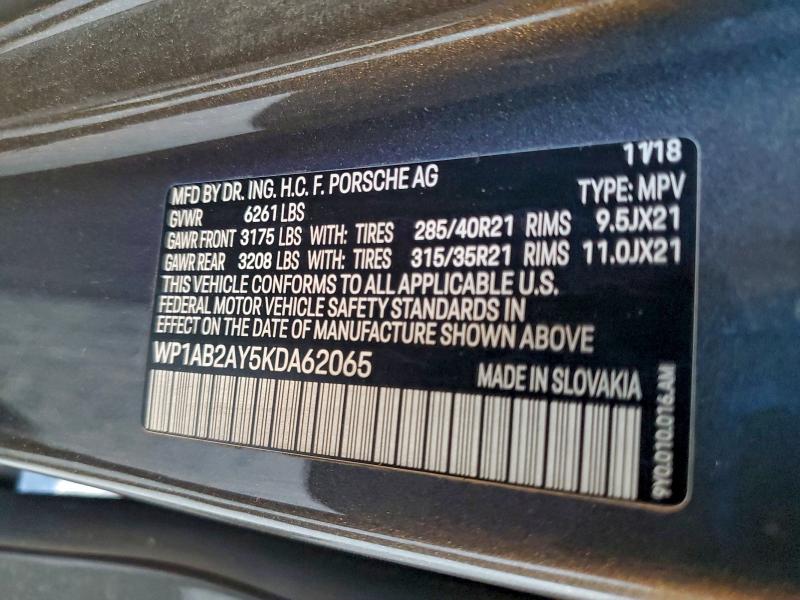 11/18
MFD BY DR. ING. H.C. F. PORSCHE AG TYPE: MPV
GVWR 6261 LBS
GAWR FRONT 3175 LBS WITH: TIRES 285/40R21 RIMS 9.5JX21
GAWR REAR 3208 LBS WITH: TIRES 315/35R21 RIMS 11.0JX21
THIS VEHICLE CONFORMS TO ALL APPLICABLE U.S.
FEDERAL MOTOR VEHICLE SAFETY STANDARDS IN
EFFECT ON THE DATE OF MANUFACTURE SHOWN ABOVE
WP1AB2AY5KDA62065 MADE IN SLOVAKIA
9Y0.010.016.AM